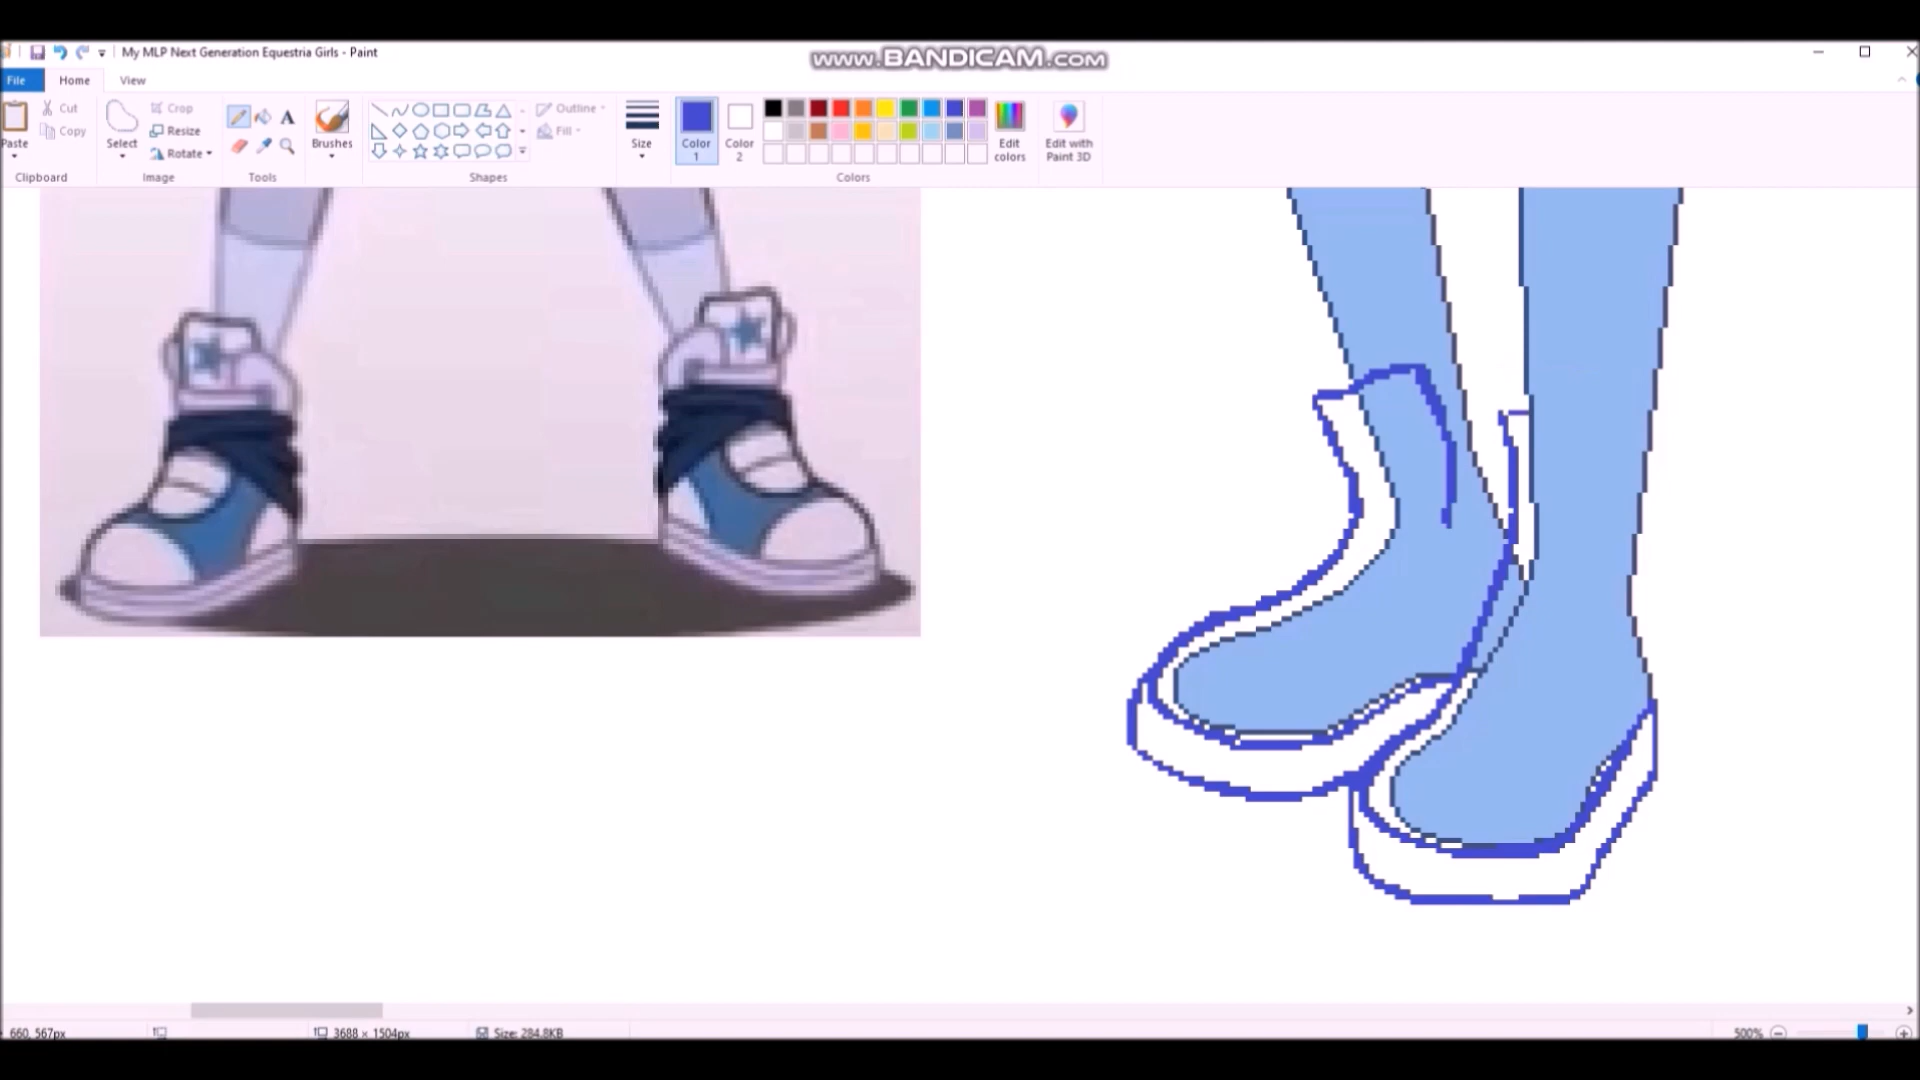 My MLP Next Generation Equestria Girls - Paint
www.BANDICAM.com
File Home View
Paste
Cut
Copy
Clipboard
Select
Crop
Resize
Rotate
Image
A
Tools
Brushes
Shapes
Outline
Fill
Size
Color
1
Color
2
Edit
colors
Colors
Edit with
Paint 3D
660, 567px
3688 × 1504px
Size: 284.8KB
500%